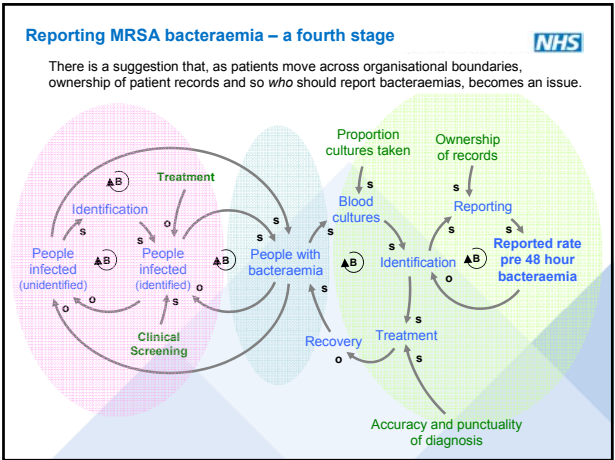 Reporting MRSA bacteraemia – a fourth stage
NHS
There is a suggestion that, as patients move across organisational boundaries,
ownership of patient records and so who should report bacteraemias, becomes an issue.
Proportion
cultures taken
Ownership
of records
B
Treatment
s
s
Identification
o
s
s
Blood
cultures
Reporting
s
s
s
s
s
s
s
People
infected
(unidentified)
B
People
infected
(identified)
B
People with
bacteraemia
B
Identification
B
Reported rate
pre 48 hour
bacteraemia
o
o
s
o
s
o
Clinical
Screening
s
Recovery
o
Treatment
s
Accuracy and punctuality
of diagnosis